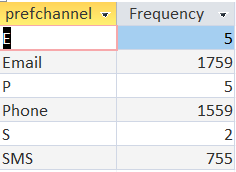 prefchannel Frequency
E 5
Email 1759
P 5
Phone 1559
S 2
SMS 755